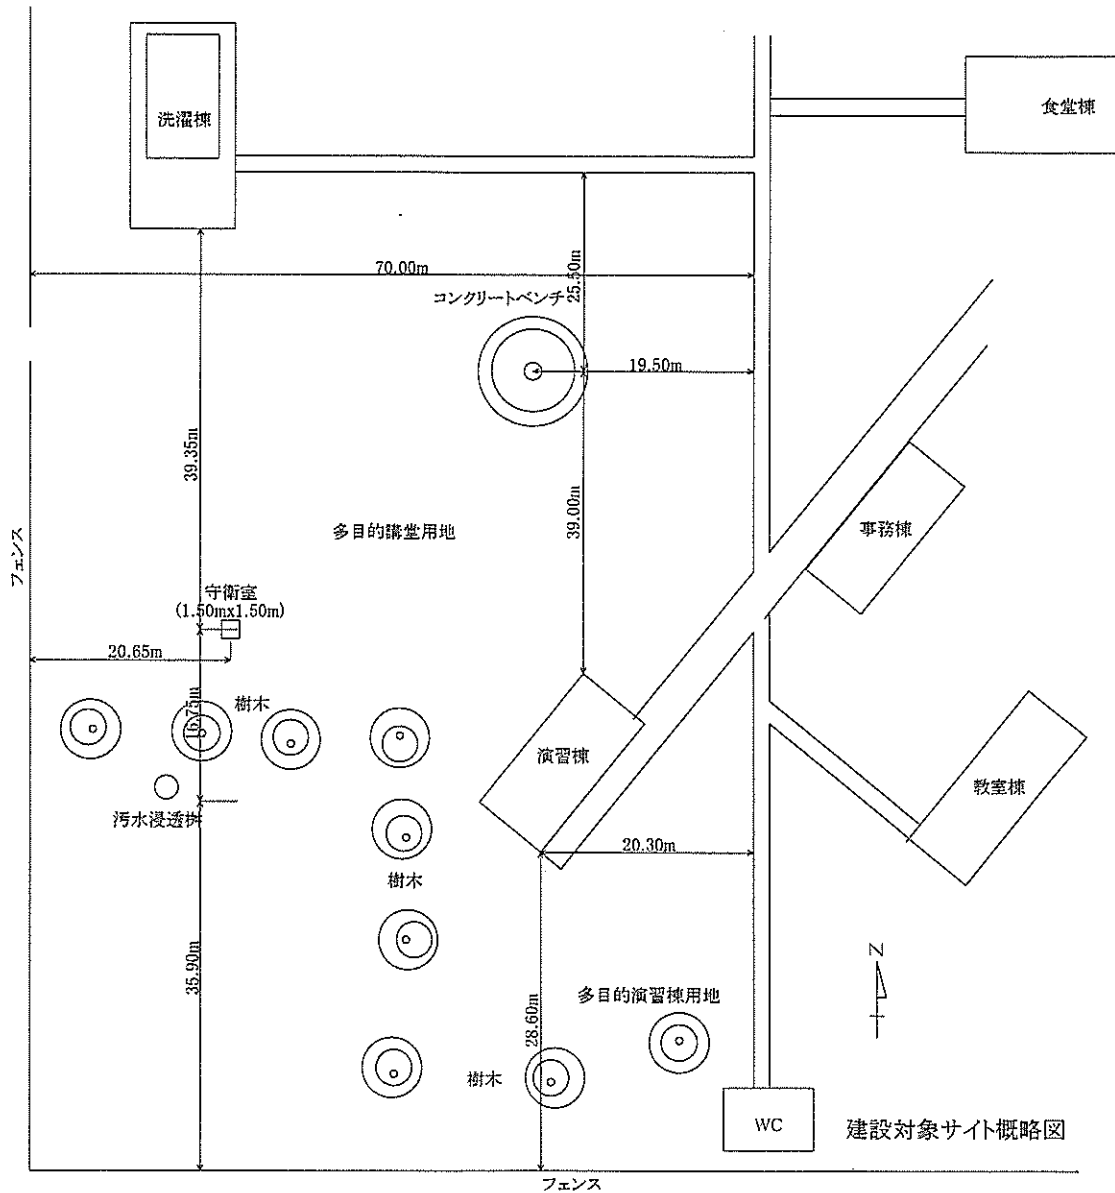 洗濯棟
食堂棟
70.00m
25.50m
コンクリートベンチ
19.50m
39.35m
39.00m
多目的講堂用地
事務棟
フェンス
守衛室
(1.50mx1.50m)
20.65m
16.75m
樹木
演習棟
教室棟
汚水浸透桝
20.30m
樹木
35.90m
28.60m
N
多目的演習棟用地
樹木
WC
建設対象サイト概略図
フェンス